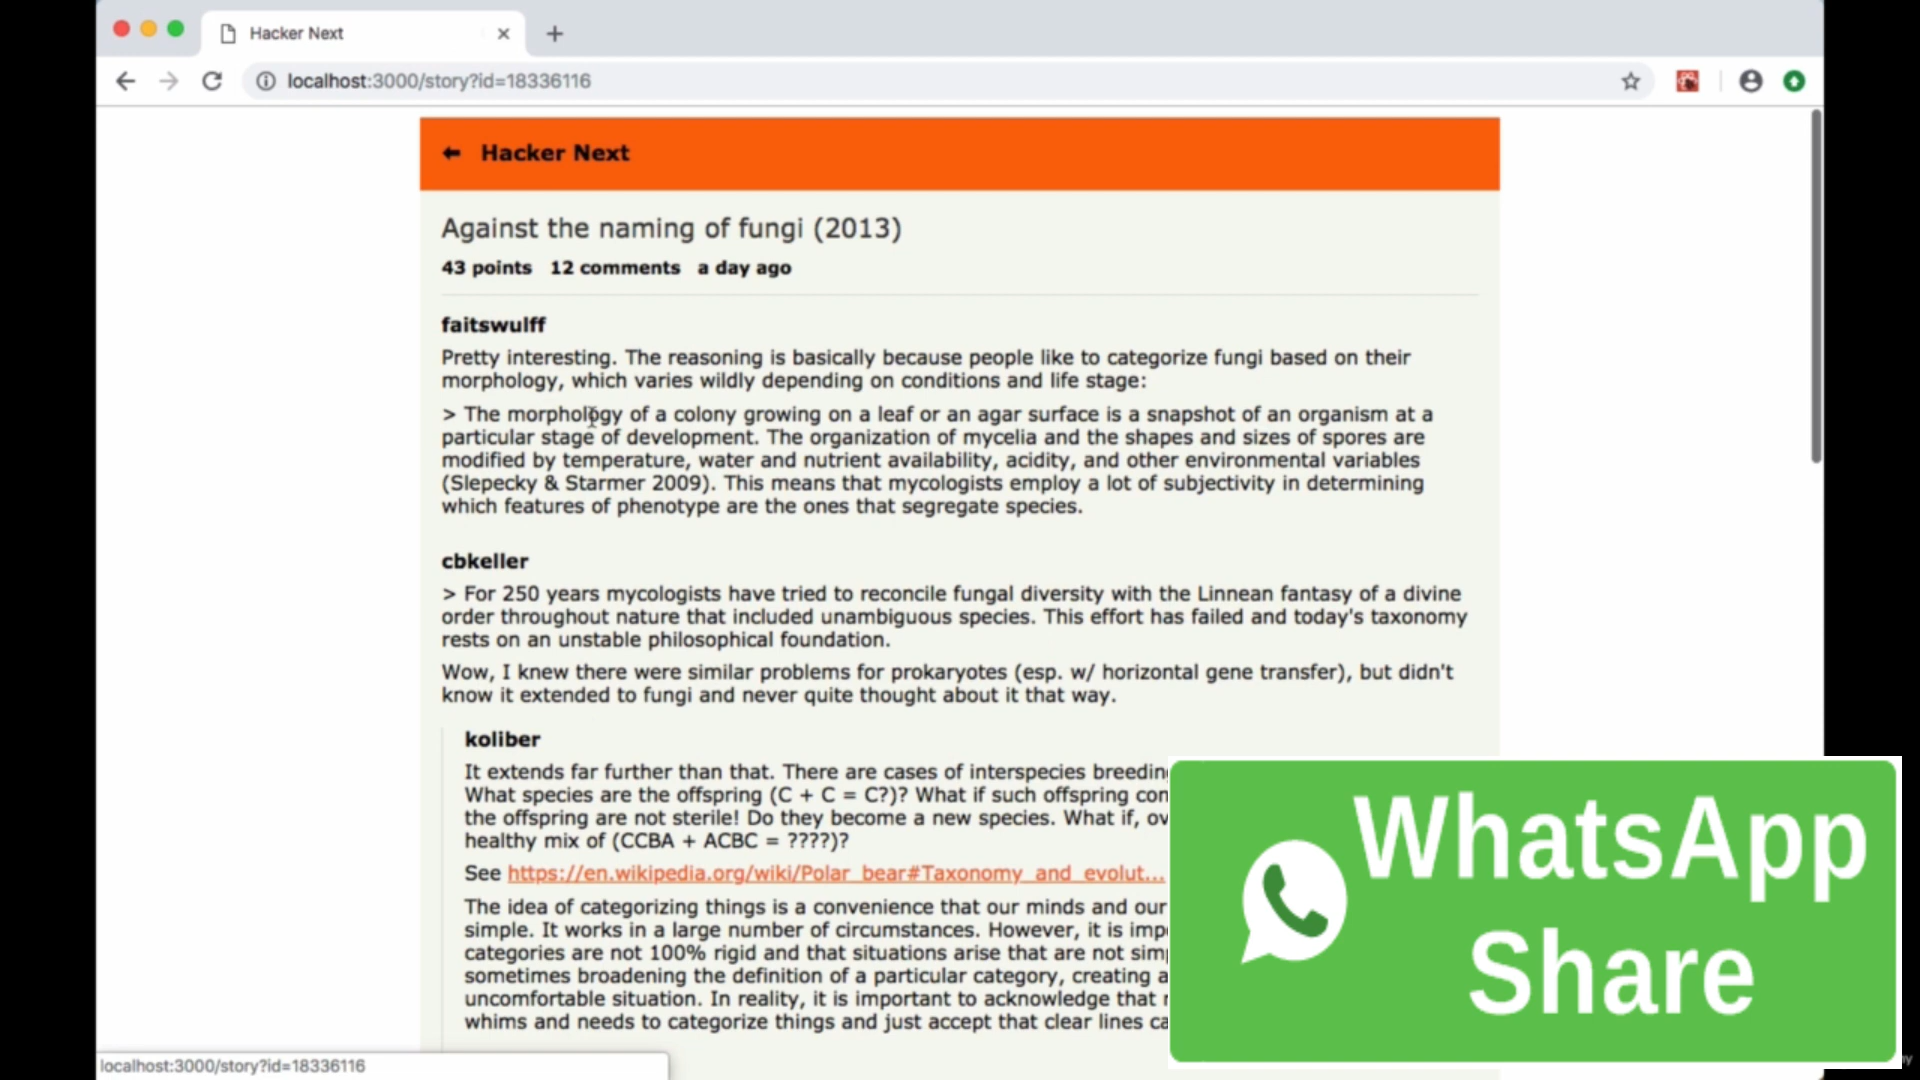 Hacker Next
localhost:3000/story?id=18336116
Hacker Next
Against the naming of fungi (2013)
43 points 12 comments a day ago
faitswulff
Pretty interesting. The reasoning is basically because people like to categorize fungi based on their
morphology, which varies wildly depending on conditions and life stage:
> The morphology of a colony growing on a leaf or an agar surface is a snapshot of an organism at a
particular stage of development. The organization of mycelia and the shapes and sizes of spores are
modified by temperature, water and nutrient availability, acidity, and other environmental variables
(Slepecky & Starmer 2009). This means that mycologists employ a lot of subjectivity in determining
which features of phenotype are the ones that segregate species.
cbkeller
> For 250 years mycologists have tried to reconcile fungal diversity with the Linnean fantasy of a divine
order throughout nature that included unambiguous species. This effort has failed and today's taxonomy
rests on an unstable philosophical foundation.
Wow, I knew there were similar problems for prokaryotes (esp. w/ horizontal gene transfer), but didn't
know it extended to fungi and never quite thought about it that way.
koliber
It extends far further than that. There are cases of interspecies
What species are the offspring (C + C = C?)? What if such offspring
the offspring are not sterile! Do they become a new species. What if,
healthy mix of (CCBA + ACBC = ????)?
See https://en.wikipedia.org/wiki/Polar_bear#Taxonomy_and_evolut...
The idea of categorizing things is a convenience that our minds and our
simple. It works in a large number of circumstances. However, it is
categories are not 100% rigid and that situations arise that are not
sometimes broadening the definition of a particular category, creating
uncomfortable situation. In reality, it is important to acknowledge that
whims and needs to categorize things and just accept that clear lines
WhatsApp
Share
localhost:3000/story?id=18336116